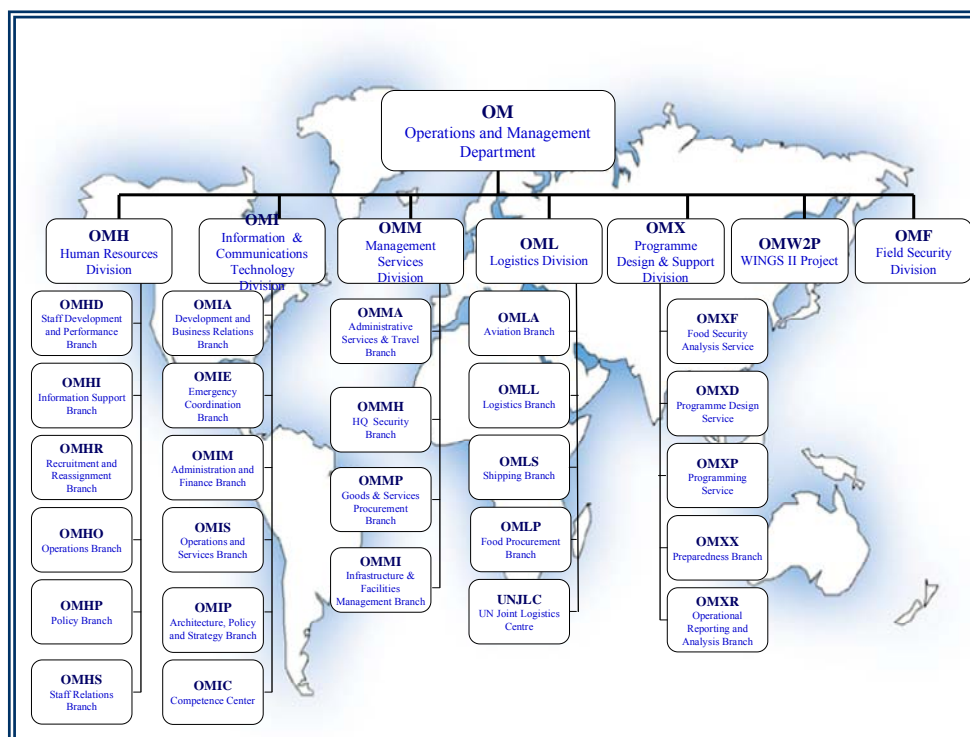 OM
Operations and Management
Department
OMH
Human Resources
Division
OMI
Information &
Communications
Technology
Division
OMM
Management
Services
Division
OML
Logistics Division
OMX
Programme
Design & Support
Division
OMW2P
WINGS II Project
OMF
Field Security
Division
OMHD
Staff Development
and Performance
Branch
OMHI
Information Support
Branch
OMHR
Recruitment and
Reassignment
Branch
OMHO
Operations Branch
OMHP
Policy Branch
OMHS
Staff Relations
Branch
OMIA
Development and
Business Relations
Branch
OMIE
Emergency
Coordination
Branch
OMIM
Administration and
Finance Branch
OMIS
Operations and
Services Branch
OMIP
Architecture, Policy
and Strategy Branch
OMIC
Competence Center
OMMA
Administrative
Services & Travel
Branch
OMMH
HQ Security
Branch
OMMP
Goods & Services
Procurement
Branch
OMMI
Infrastructure &
Facilities
Management Branch
OMLA
Aviation Branch
OMLL
Logistics Branch
OMLS
Shipping Branch
OMLP
Food Procurement
Branch
UNJLC
UN Joint Logistics
Centre
OMXF
Food Security
Analysis Service
OMXD
Programme Design
Service
OMXP
Programming
Service
OMXX
Preparedness Branch
OMXR
Operational
Reporting and
Analysis Branch